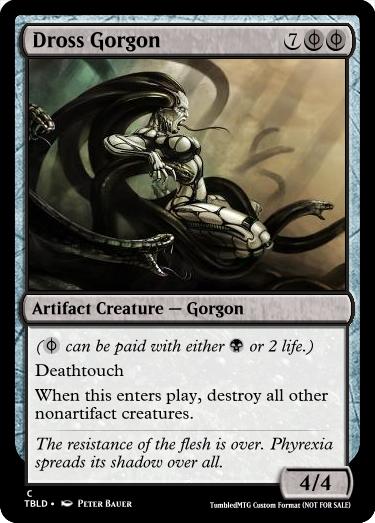 Dross Gorgon 7
Artifact Creature — Gorgon
(Φ can be paid with either 💀 or 2 life.)
Deathtouch
When this enters play, destroy all other
nonartifact creatures.
The resistance of the flesh is over. Phyrexia
spreads its shadow over all.
4/4
C
TBLD • PETER BAUER
TumbledMTG Custom Format (NOT FOR SALE)